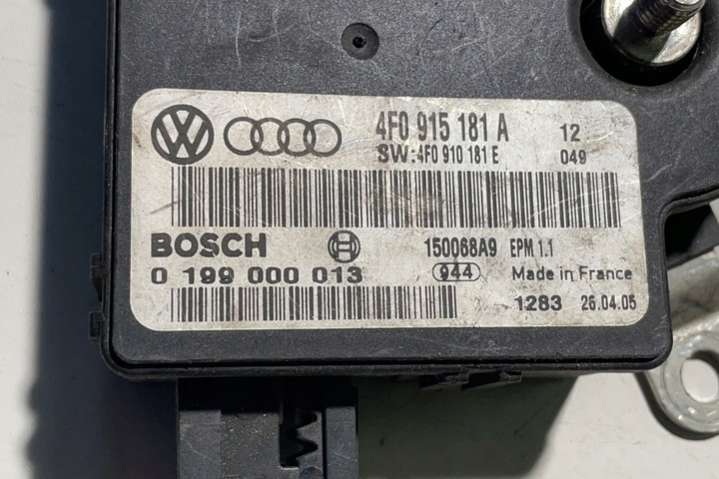 4F0 915 181 A 12
SW:4F0 910 181 E 049
BOSCH 150068A9 EPM 1.1
0 199 000 013 944 Made in France
1283 26.04.05